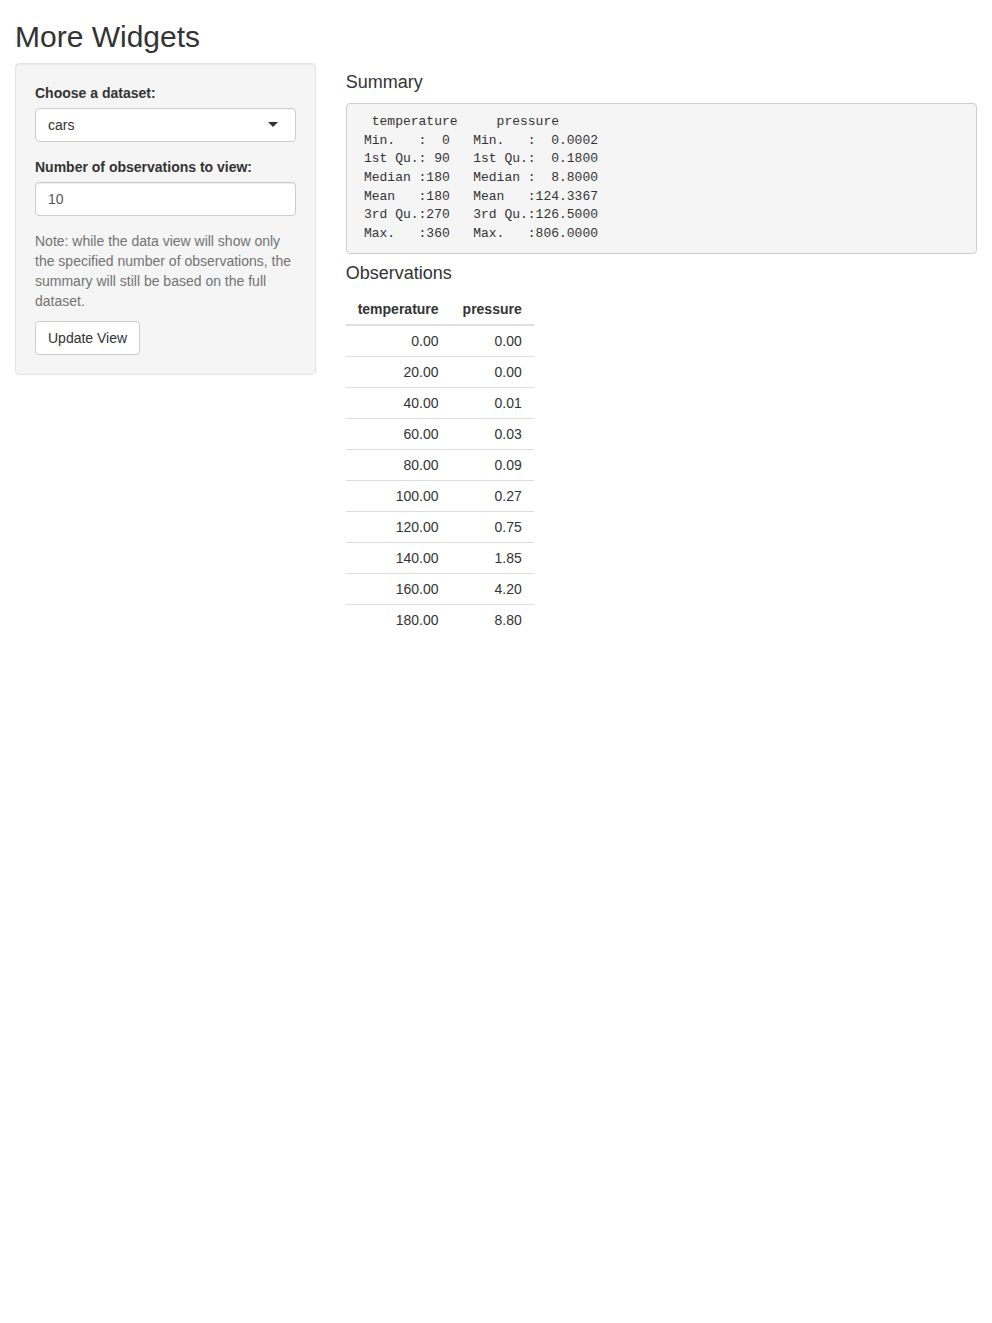 More Widgets
Choose a dataset:
cars
Number of observations to view:
10
Note: while the data view will show only
the specified number of observations, the
summary will still be based on the full
dataset.
Update View
Summary
  temperature     pressure
 Min.   :  0   Min.   :  0.0002
 1st Qu.: 90   1st Qu.:  0.1800
 Median :180   Median :  8.8000
 Mean   :180   Mean   :124.3367
 3rd Qu.:270   3rd Qu.:126.5000
 Max.   :360   Max.   :806.0000
Observations
temperature pressure
0.00 0.00
20.00 0.00
40.00 0.01
60.00 0.03
80.00 0.09
100.00 0.27
120.00 0.75
140.00 1.85
160.00 4.20
180.00 8.80